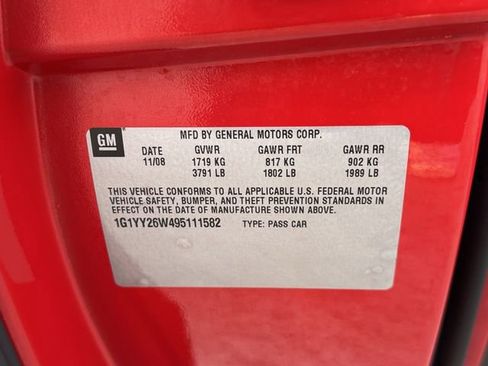 GM
MFD BY GENERAL MOTORS CORP.
DATE GVWR GAWR FRT GAWR RR
11/08 1719 KG 817 KG 902 KG
3791 LB 1802 LB 1989 LB
THIS VEHICLE CONFORMS TO ALL APPLICABLE U.S. FEDERAL MOTOR
VEHICLE SAFETY, BUMPER, AND THEFT PREVENTION STANDARDS IN
EFFECT ON THE DATE OF MANUFACTURE SHOWN ABOVE.
1G1YY26W495111582 TYPE: PASS CAR